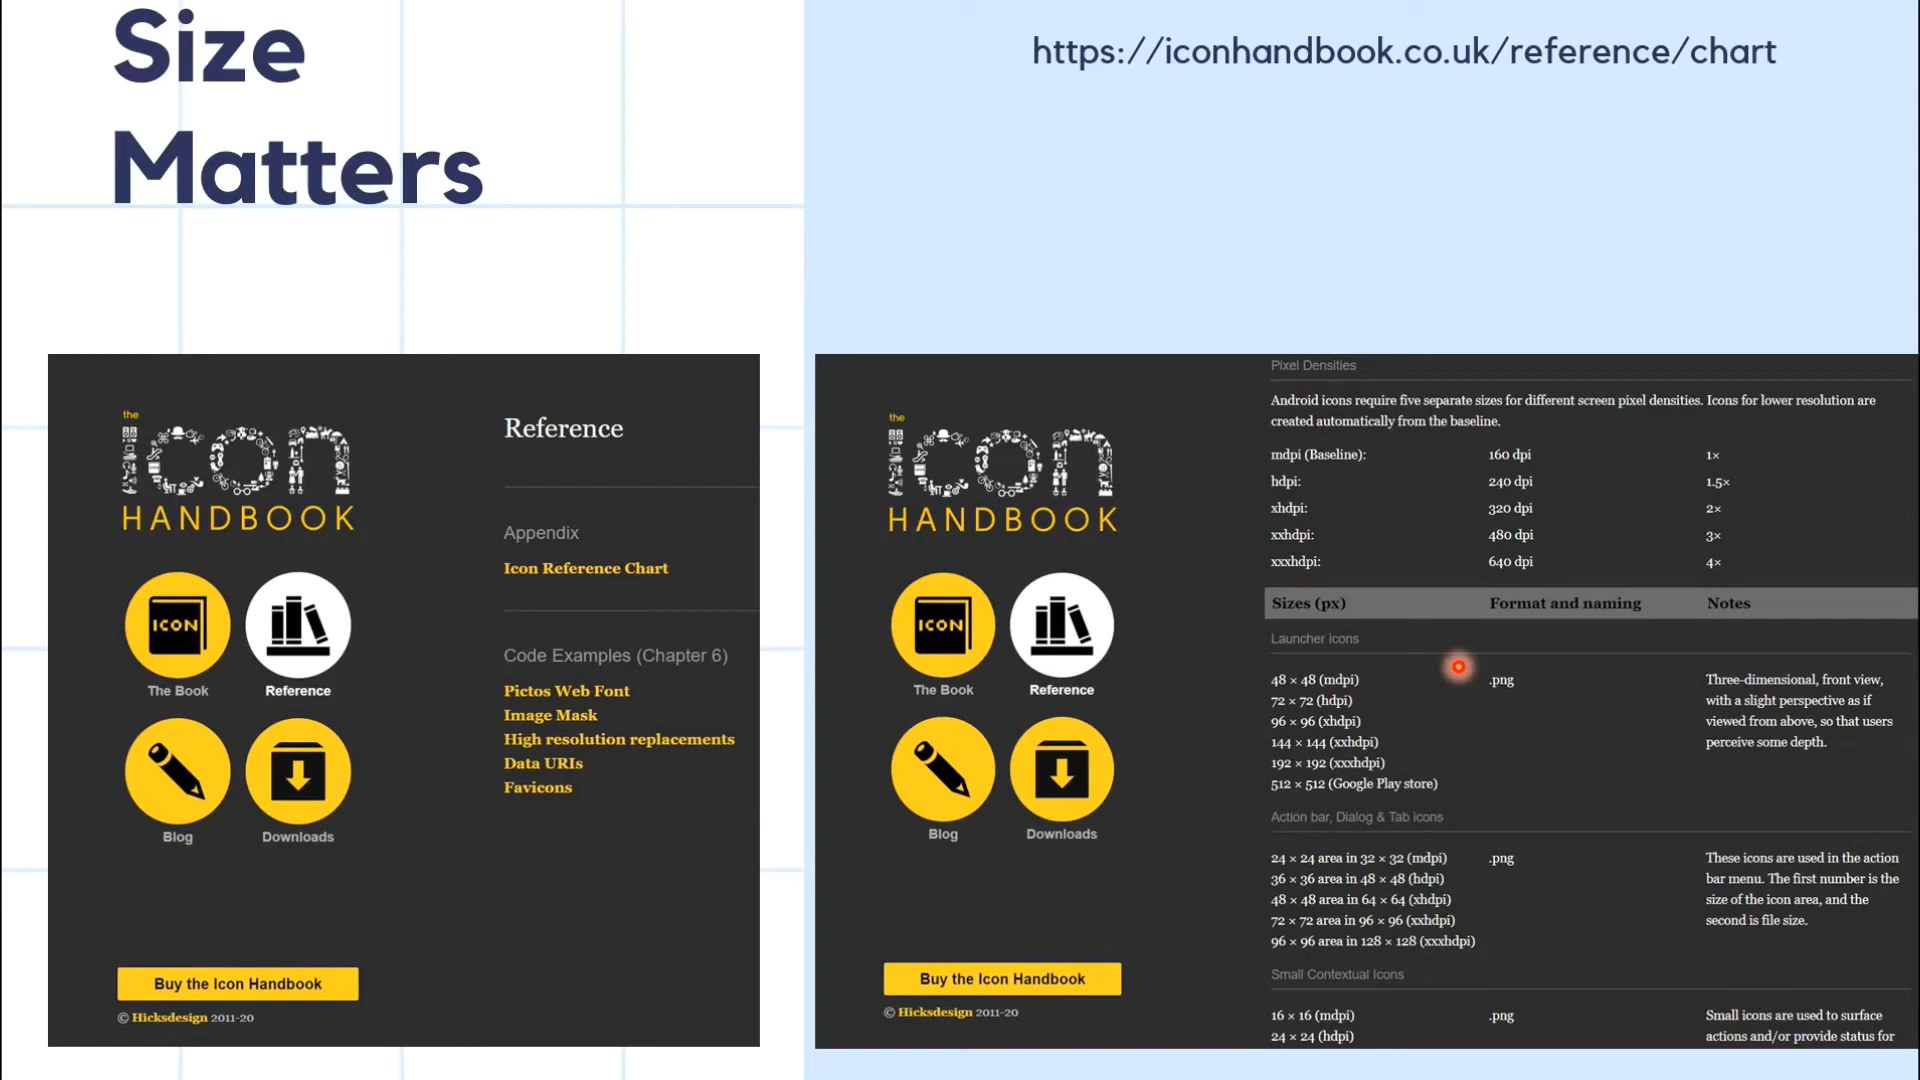 Size
Matters
https://iconhandbook.co.uk/reference/chart
the
icon
HANDBOOK
ICON
The Book
Reference
Blog
Downloads
Buy the Icon Handbook
© Hicksdesign 2011-20
Reference
Appendix
Icon Reference Chart
Code Examples (Chapter 6)
Pictos Web Font
Image Mask
High resolution replacements
Data URIs
Favicons
the
icon
HANDBOOK
ICON
The Book
Reference
Blog
Downloads
Buy the Icon Handbook
© Hicksdesign 2011-20
Pixel Densities
Android icons require five separate sizes for different screen pixel densities. Icons for lower resolution are
created automatically from the baseline.
mdpi (Baseline): 160 dpi 1×
hdpi: 240 dpi 1.5×
xhdpi: 320 dpi 2×
xxhdpi: 480 dpi 3×
xxxhdpi: 640 dpi 4×
Sizes (px) Format and naming Notes
Launcher icons
48 × 48 (mdpi) .png Three-dimensional, front view,
72 × 72 (hdpi) with a slight perspective as if
96 × 96 (xhdpi) viewed from above, so that users
144 × 144 (xxhdpi) perceive some depth.
192 × 192 (xxxhdpi)
512 × 512 (Google Play store)
Action bar, Dialog & Tab icons
24 × 24 area in 32 × 32 (mdpi) .png These icons are used in the action
36 × 36 area in 48 × 48 (hdpi) bar menu. The first number is the
48 × 48 area in 64 × 64 (xhdpi) size of the icon area, and the
72 × 72 area in 96 × 96 (xxhdpi) second is file size.
96 × 96 area in 128 × 128 (xxxhdpi)
Small Contextual Icons
16 × 16 (mdpi) .png Small icons are used to surface
24 × 24 (hdpi) actions and/or provide status for